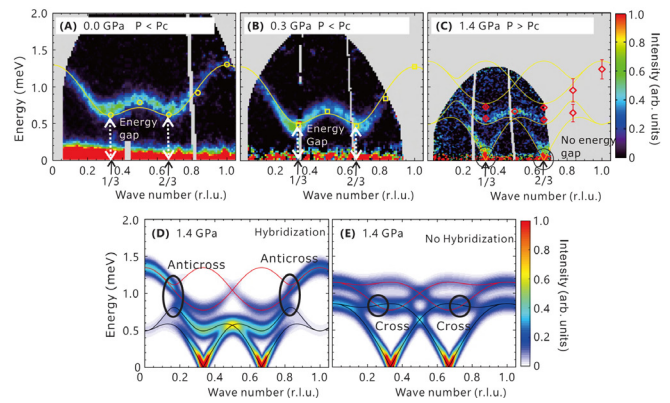 (A) 0.0 GPa P < Pc
(B) 0.3 GPa P < Pc
(C) 1.4 GPa P > Pc
Energy (meV)
2.0
1.5
1.0
0.5
0
Energy gap
Energy gap
No energy gap
0 0.2 0.4 0.6 0.8 1.0
1/3 2/3
Wave number (r.l.u.)
0 0.2 0.4 0.6 0.8 1.0
1/3 2/3
Wave number (r.l.u.)
0 0.2 0.4 0.6 0.8 1.0
1/3 2/3
Wave number (r.l.u.)
1.0
0.8
0.6
0.4
0.2
0
Intensity (arb. units)
(D) 1.4 GPa Hybridization
Anticross
Anticross
Energy (meV)
2.0
1.5
1.0
0.5
0
0.2 0.4 0.6 0.8 1.0
Wave number (r.l.u.)
(E) 1.4 GPa No Hybridization
Cross
Cross
0 0.2 0.4 0.6 0.8 1.0
Wave number (r.l.u.)
1.0
0.8
0.6
0.4
0.2
0
Intensity (arb. units)